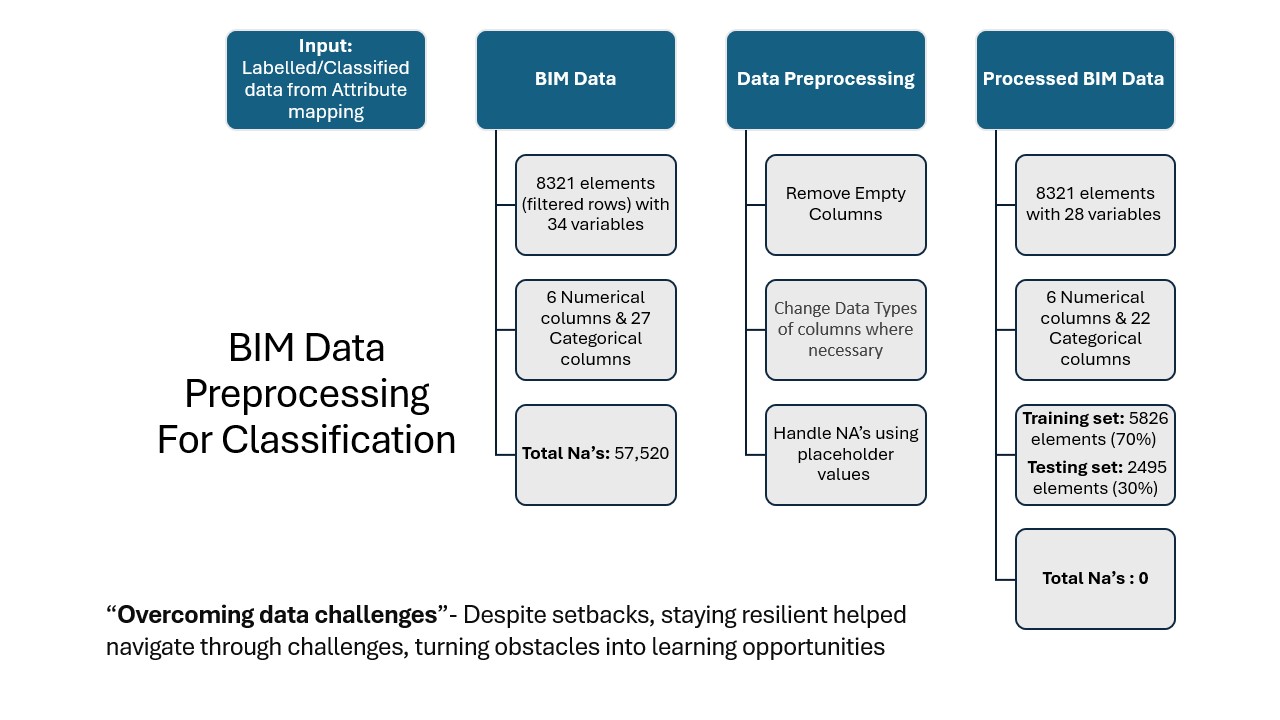 Input:
Labelled/Classified
data from Attribute
mapping
BIM Data
Data Preprocessing
Processed BIM Data
8321 elements
(filtered rows) with
34 variables
6 Numerical
columns & 27
Categorical
columns
Total Na’s: 57,520
Remove Empty
Columns
Change Data Types
of columns where
necessary
Handle NA’s using
placeholder
values
8321 elements
with 28 variables
6 Numerical
columns & 22
Categorical
columns
Training set: 5826
elements (70%)
Testing set: 2495
elements (30%)
Total Na’s : 0
BIM Data
Preprocessing
For Classification
“Overcoming data challenges”- Despite setbacks, staying resilient helped
navigate through challenges, turning obstacles into learning opportunities